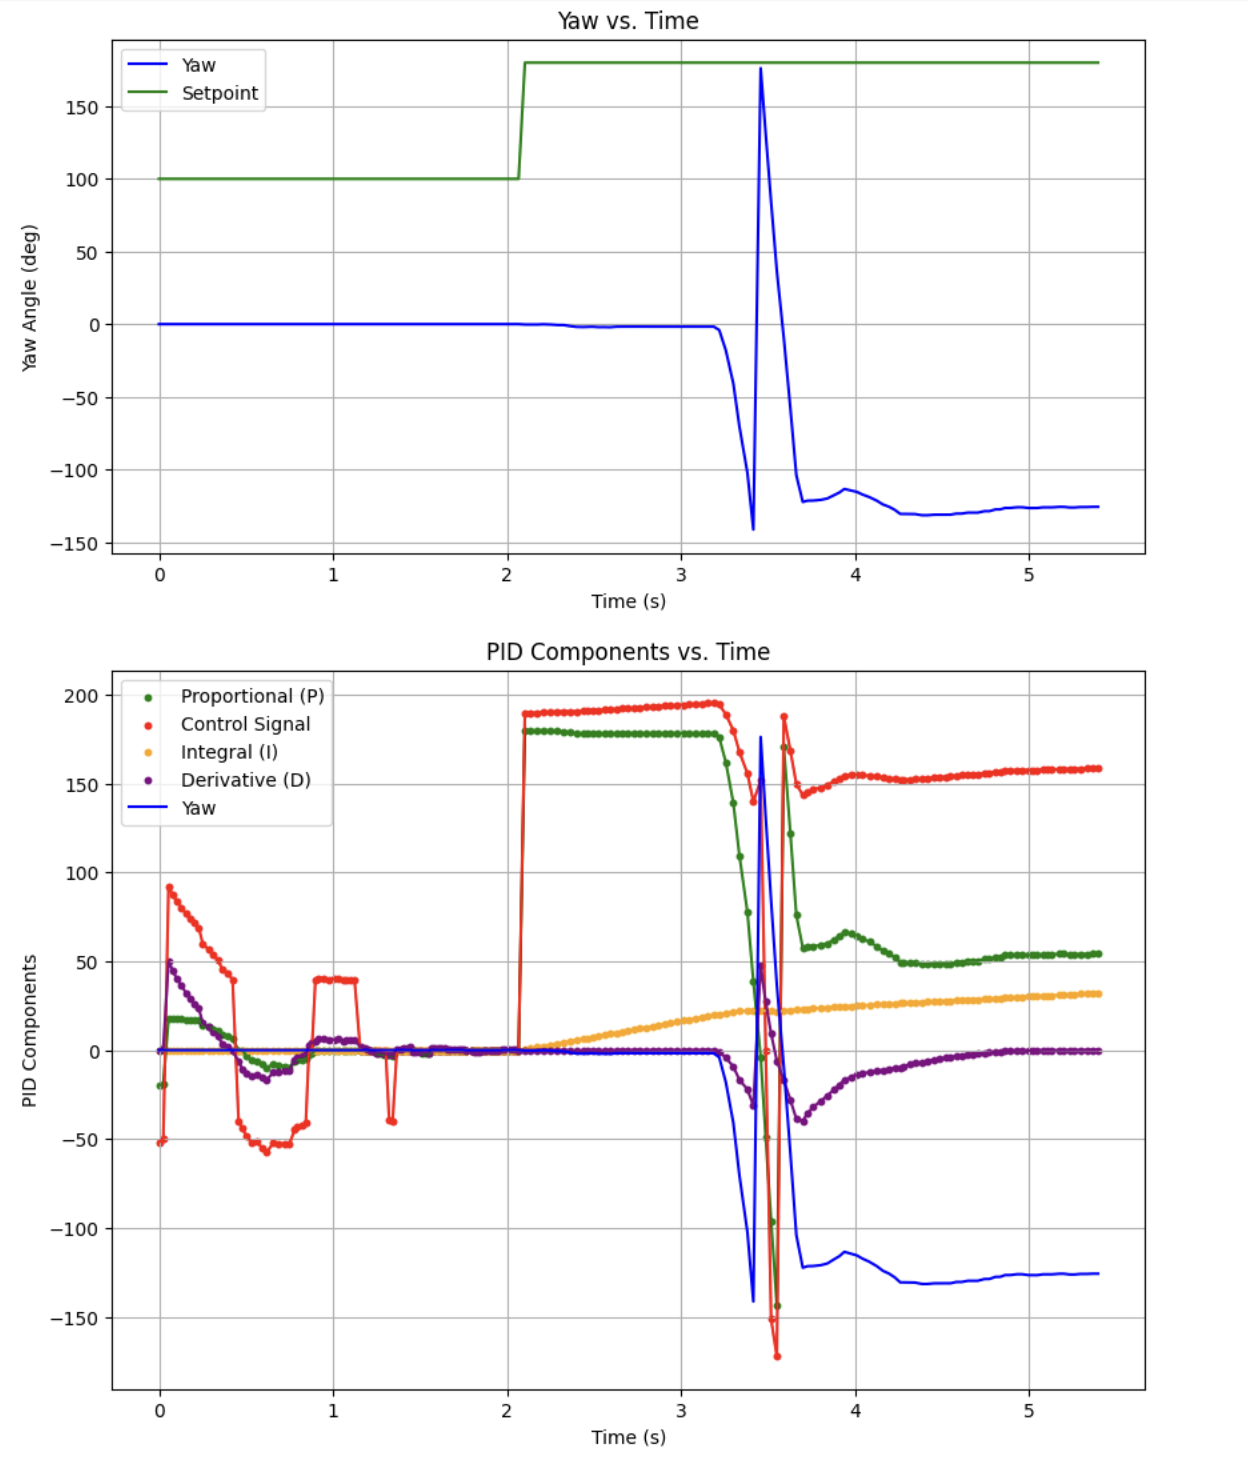 Yaw vs. Time
Yaw
Setpoint
150
100
50
0
−50
−100
−150
Yaw Angle (deg)
0 1 2 3 4 5
Time (s)
PID Components vs. Time
Proportional (P)
Control Signal
Integral (I)
Derivative (D)
Yaw
200
150
100
50
0
−50
−100
−150
PID Components
0 1 2 3 4 5
Time (s)